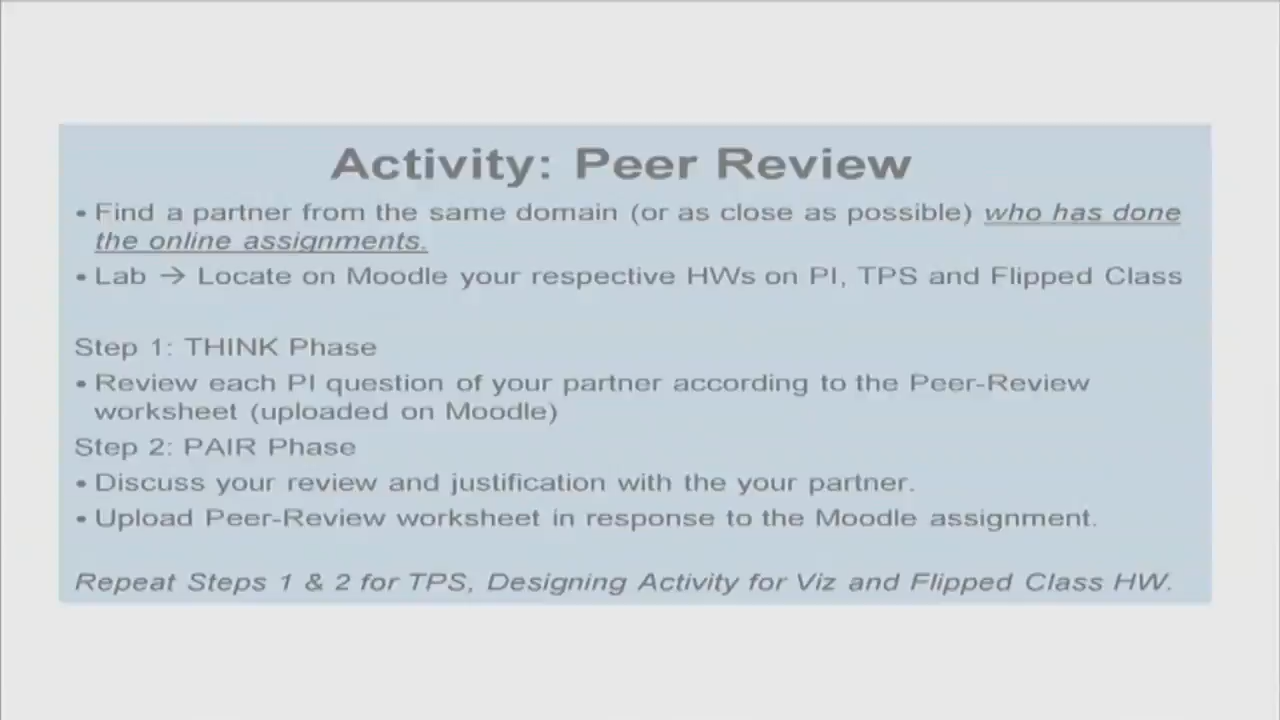 Activity: Peer Review
• Find a partner from the same domain (or as close as possible) who has done
the online assignments.
• Lab → Locate on Moodle your respective HWs on PI, TPS and Flipped Class
Step 1: THINK Phase
• Review each PI question of your partner according to the Peer-Review
worksheet (uploaded on Moodle)
Step 2: PAIR Phase
• Discuss your review and justification with the your partner.
• Upload Peer-Review worksheet in response to the Moodle assignment.
Repeat Steps 1 & 2 for TPS, Designing Activity for Viz and Flipped Class HW.